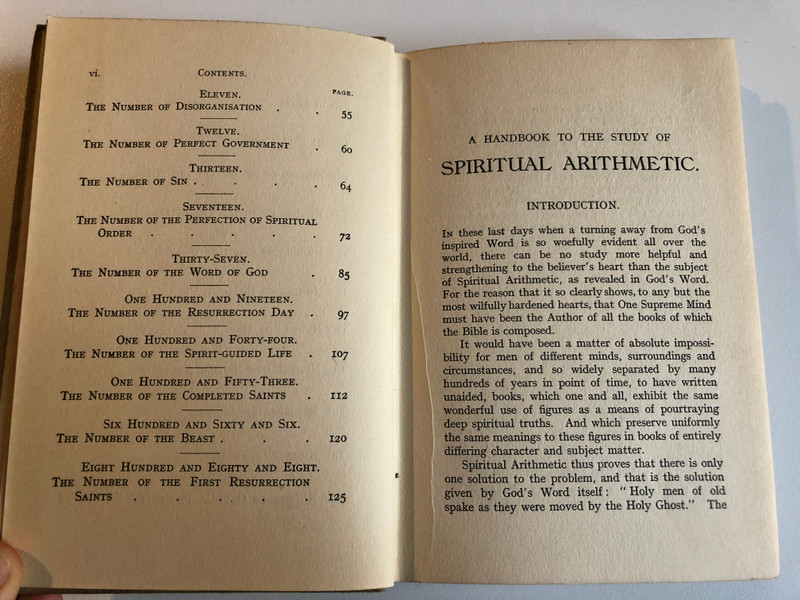 vi. CONTENTS.
PAGE.
ELEVEN.
THE NUMBER OF DISORGANISATION . . 55
TWELVE.
THE NUMBER OF PERFECT GOVERNMENT . 60
THIRTEEN.
THE NUMBER OF SIN . . . . 64
SEVENTEEN.
THE NUMBER OF THE PERFECTION OF SPIRITUAL
ORDER . . . . . 72
THIRTY-SEVEN.
THE NUMBER OF THE WORD OF GOD . 85
ONE HUNDRED AND NINETEEN.
THE NUMBER OF THE RESURRECTION DAY . 97
ONE HUNDRED AND FORTY-FOUR.
THE NUMBER OF THE SPIRIT-GUIDED LIFE . 107
ONE HUNDRED AND FIFTY-THREE.
THE NUMBER OF THE COMPLETED SAINTS . 112
SIX HUNDRED AND SIXTY AND SIX.
THE NUMBER OF THE BEAST . . . 120
EIGHT HUNDRED AND EIGHTY AND EIGHT.
THE NUMBER OF THE FIRST RESURRECTION
SAINTS . . . . . 125
A HANDBOOK TO THE STUDY OF
SPIRITUAL ARITHMETIC.
INTRODUCTION.
IN these last days when a turning away from God's
inspired Word is so woefully evident all over the
world, there can be no study more helpful and
strengthening to the believer's heart than the subject
of Spiritual Arithmetic, as revealed in God's Word.
For the reason that it so clearly shows, to any but the
most wilfully hardened hearts, that One Supreme Mind
must have been the Author of all the books of which
the Bible is composed.
It would have been a matter of absolute impossi-
bility for men of different minds, surroundings and
circumstances, and so widely separated by many
hundreds of years in point of time, to have written
unaided, books, which one and all, exhibit the same
wonderful use of figures as a means of pourtraying
deep spiritual truths. And which preserve uniformly
the same meanings to these figures in books of entirely
differing character and subject matter.
Spiritual Arithmetic thus proves that there is only
one solution to the problem, and that is the solution
given by God's Word itself: "Holy men of old
spake as they were moved by the Holy Ghost." The